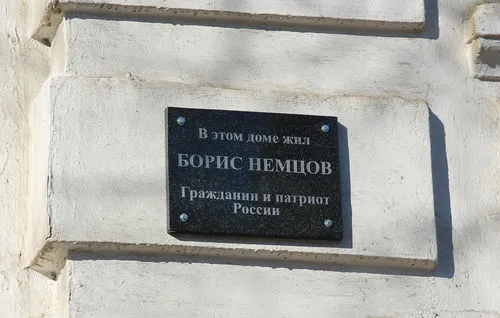 В этом доме жил
БОРИС НЕМЦОВ
Гражданин и патриот
России